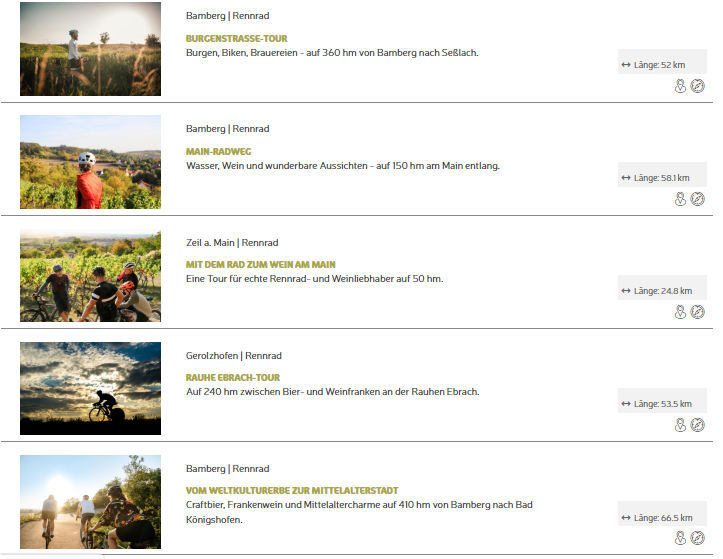 Bamberg | Rennrad
BURGENSTRASSE-TOUR
Burgen, Biken, Brauereien - auf 360 hm von Bamberg nach Seßlach.
Länge: 52 km
Bamberg | Rennrad
MAIN-RADWEG
Wasser, Wein und wunderbare Aussichten - auf 150 hm am Main entlang.
Länge: 58.1 km
Zeil a. Main | Rennrad
MIT DEM RAD ZUM WEIN AM MAIN
Eine Tour für echte Rennrad- und Weinliebhaber auf 50 hm.
Länge: 24.8 km
Gerolzhofen | Rennrad
RAUHE EBRACH-TOUR
Auf 240 hm zwischen Bier- und Weinfranken an der Rauhen Ebrach.
Länge: 53.5 km
Bamberg | Rennrad
VOM WELTKULTURERBE ZUR MITTELALTERSTADT
Craftbier, Frankenwein und Mittelaltercharme auf 410 hm von Bamberg nach Bad
Königshofen.
Länge: 66.5 km